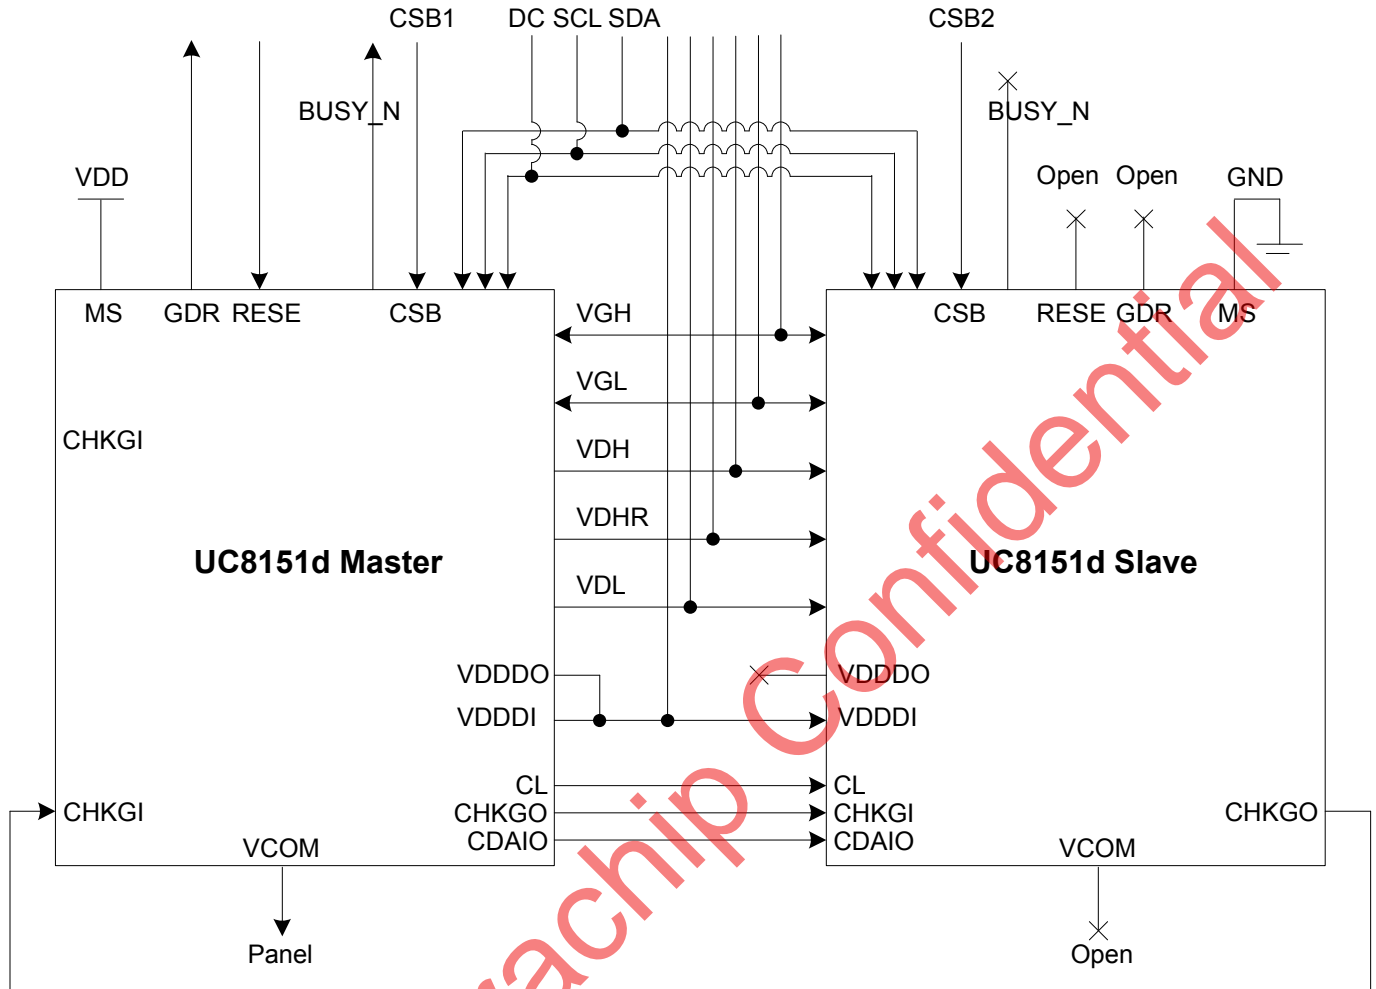 CSB1 DC SCL SDA CSB2
BUSY_N BUSY_N
VDD Open Open GND
MS GDR RESE CSB VGH CSB RESE GDR MS
VGL
CHKGI VDH
VDHR
UC8151d Master UC8151d Slave
VDL
VDDDO VDDDO
VDDDI VDDDI
CL CL
CHKGI CHKGO CHKGI CHKGO
CDAIO CDAIO
VCOM VCOM
Panel Open
rachip Confidential